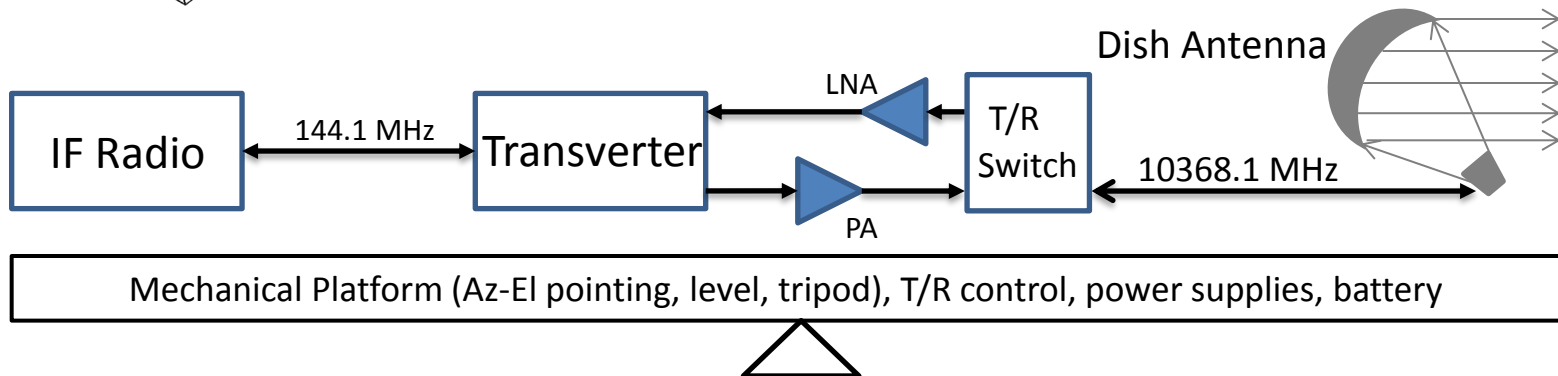 Dish Antenna
LNA
IF Radio
144.1 MHz
Transverter
T/R
Switch
10368.1 MHz
PA
Mechanical Platform (Az-El pointing, level, tripod), T/R control, power supplies, battery